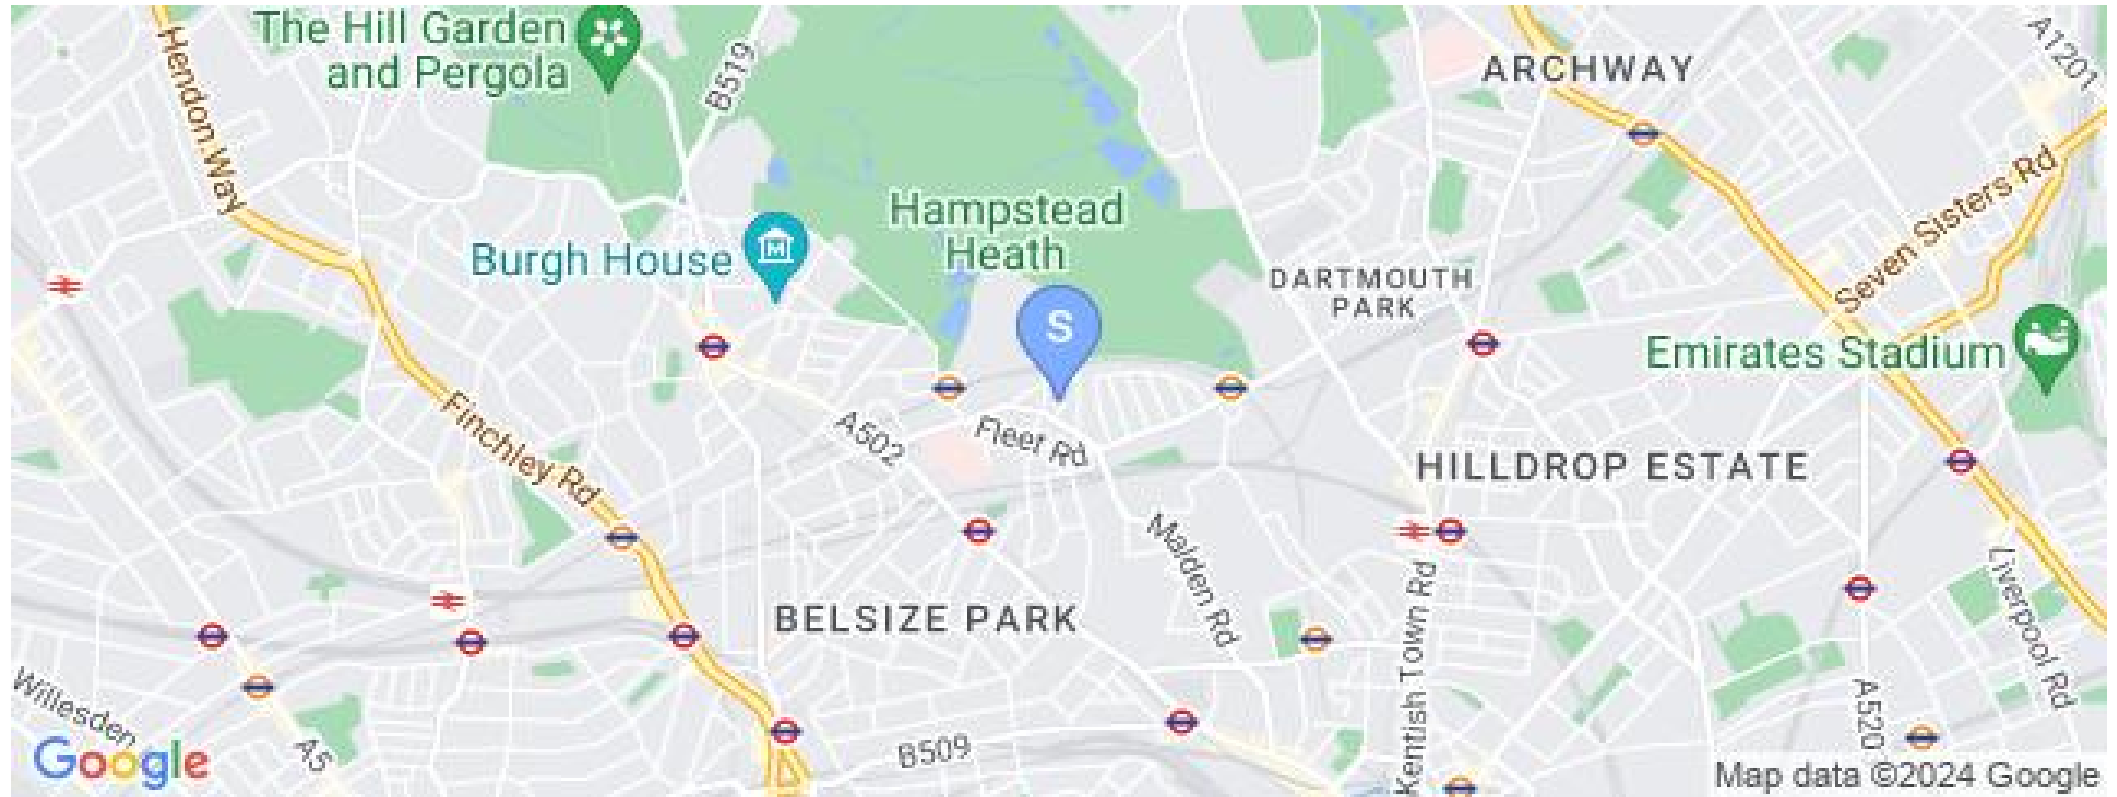 The Hill Garden
and Pergola
Hendon Way
B519
ARCHWAY
A1201
Seven Sisters Rd
Burgh House
M
Hampstead
Heath
DARTMOUTH
PARK
S
Emirates Stadium
Finchley Rd
A502
Fleet Rd
HILLDROP ESTATE
Malden Rd
BELSIZE PARK
Kentish Town Rd
Liverpool Rd
Willesden
A5
B509
A520
Google
Map data ©2024 Google